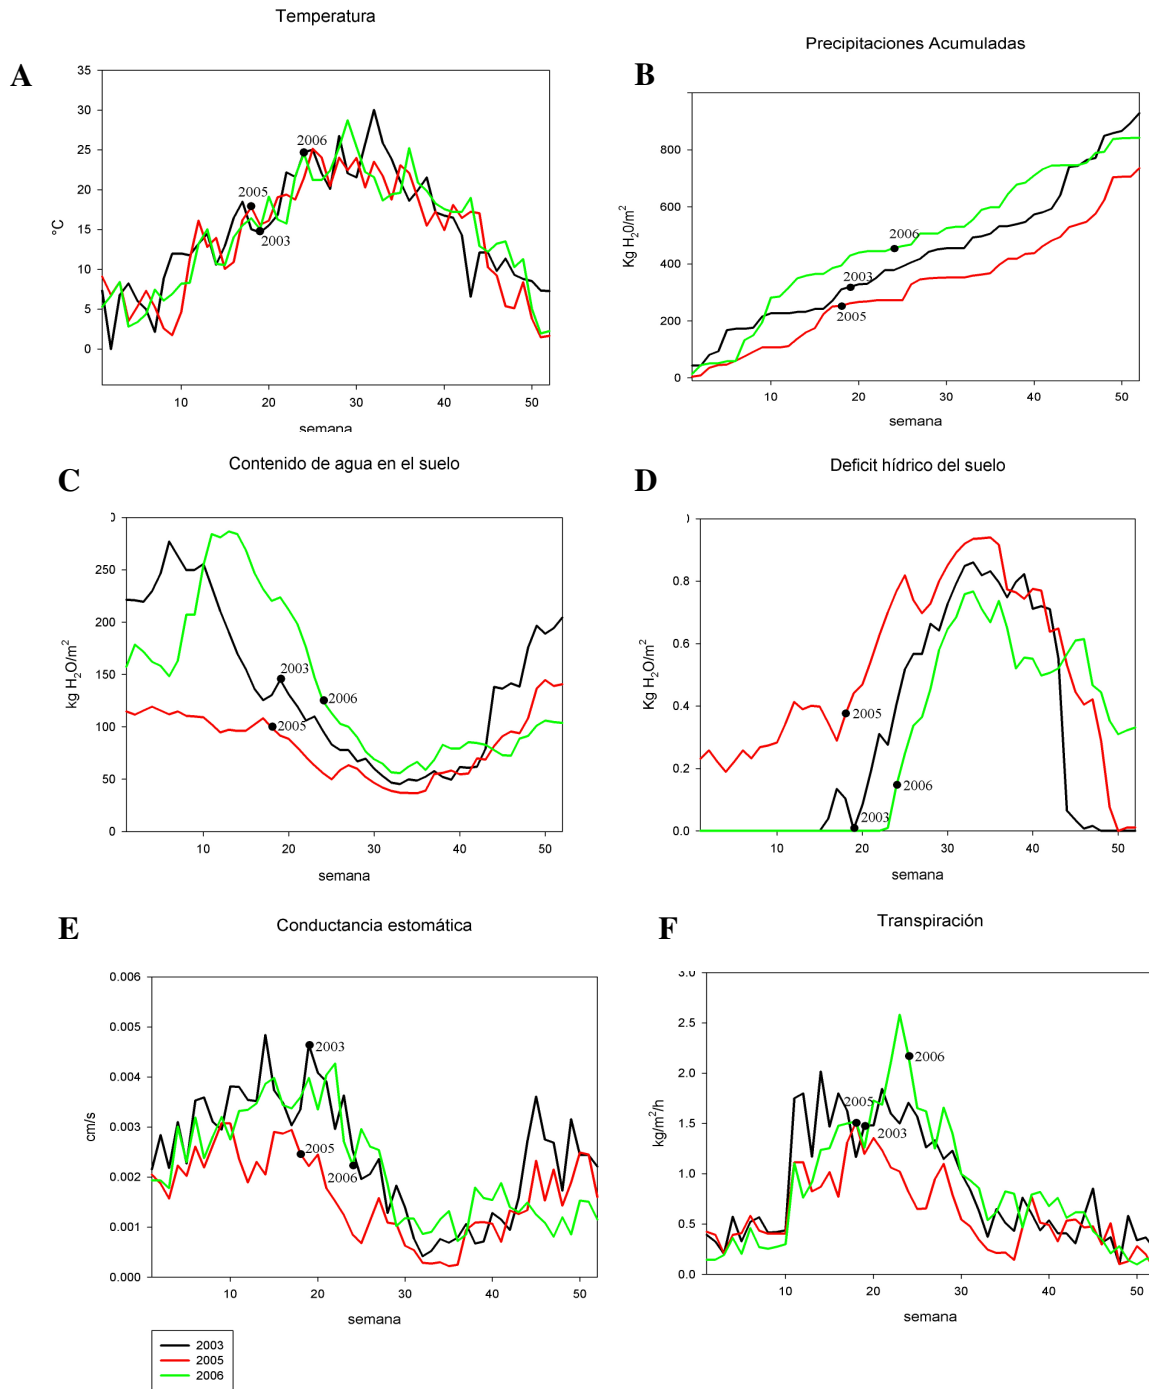 Temperatura
A
35
30
25
20
15
10
5
0
°C
2006
2005
2003
10 20 30 40 50
semana
Precipitaciones Acumuladas
B
800
600
400
200
0
Kg H₂0/m²
2006
2003
2005
10 20 30 40 50
semana
Contenido de agua en el suelo
C
250
200
150
100
50
0
kg H₂O/m²
2003
2006
2005
10 20 30 40 50
semana
Deficit hídrico del suelo
D
0.8
0.6
0.4
0.2
0.0
Kg H₂O/m²
2005
2006
2003
10 20 30 40 50
semana
Conductancia estomática
E
0.006
0.005
0.004
0.003
0.002
0.001
0.000
cm/s
2003
2005
2006
10 20 30 40 50
semana
Transpiración
F
3.0
2.5
2.0
1.5
1.0
0.5
0.0
kg/m²/h
2006
2005
2003
10 20 30 40 50
semana
2003
2005
2006